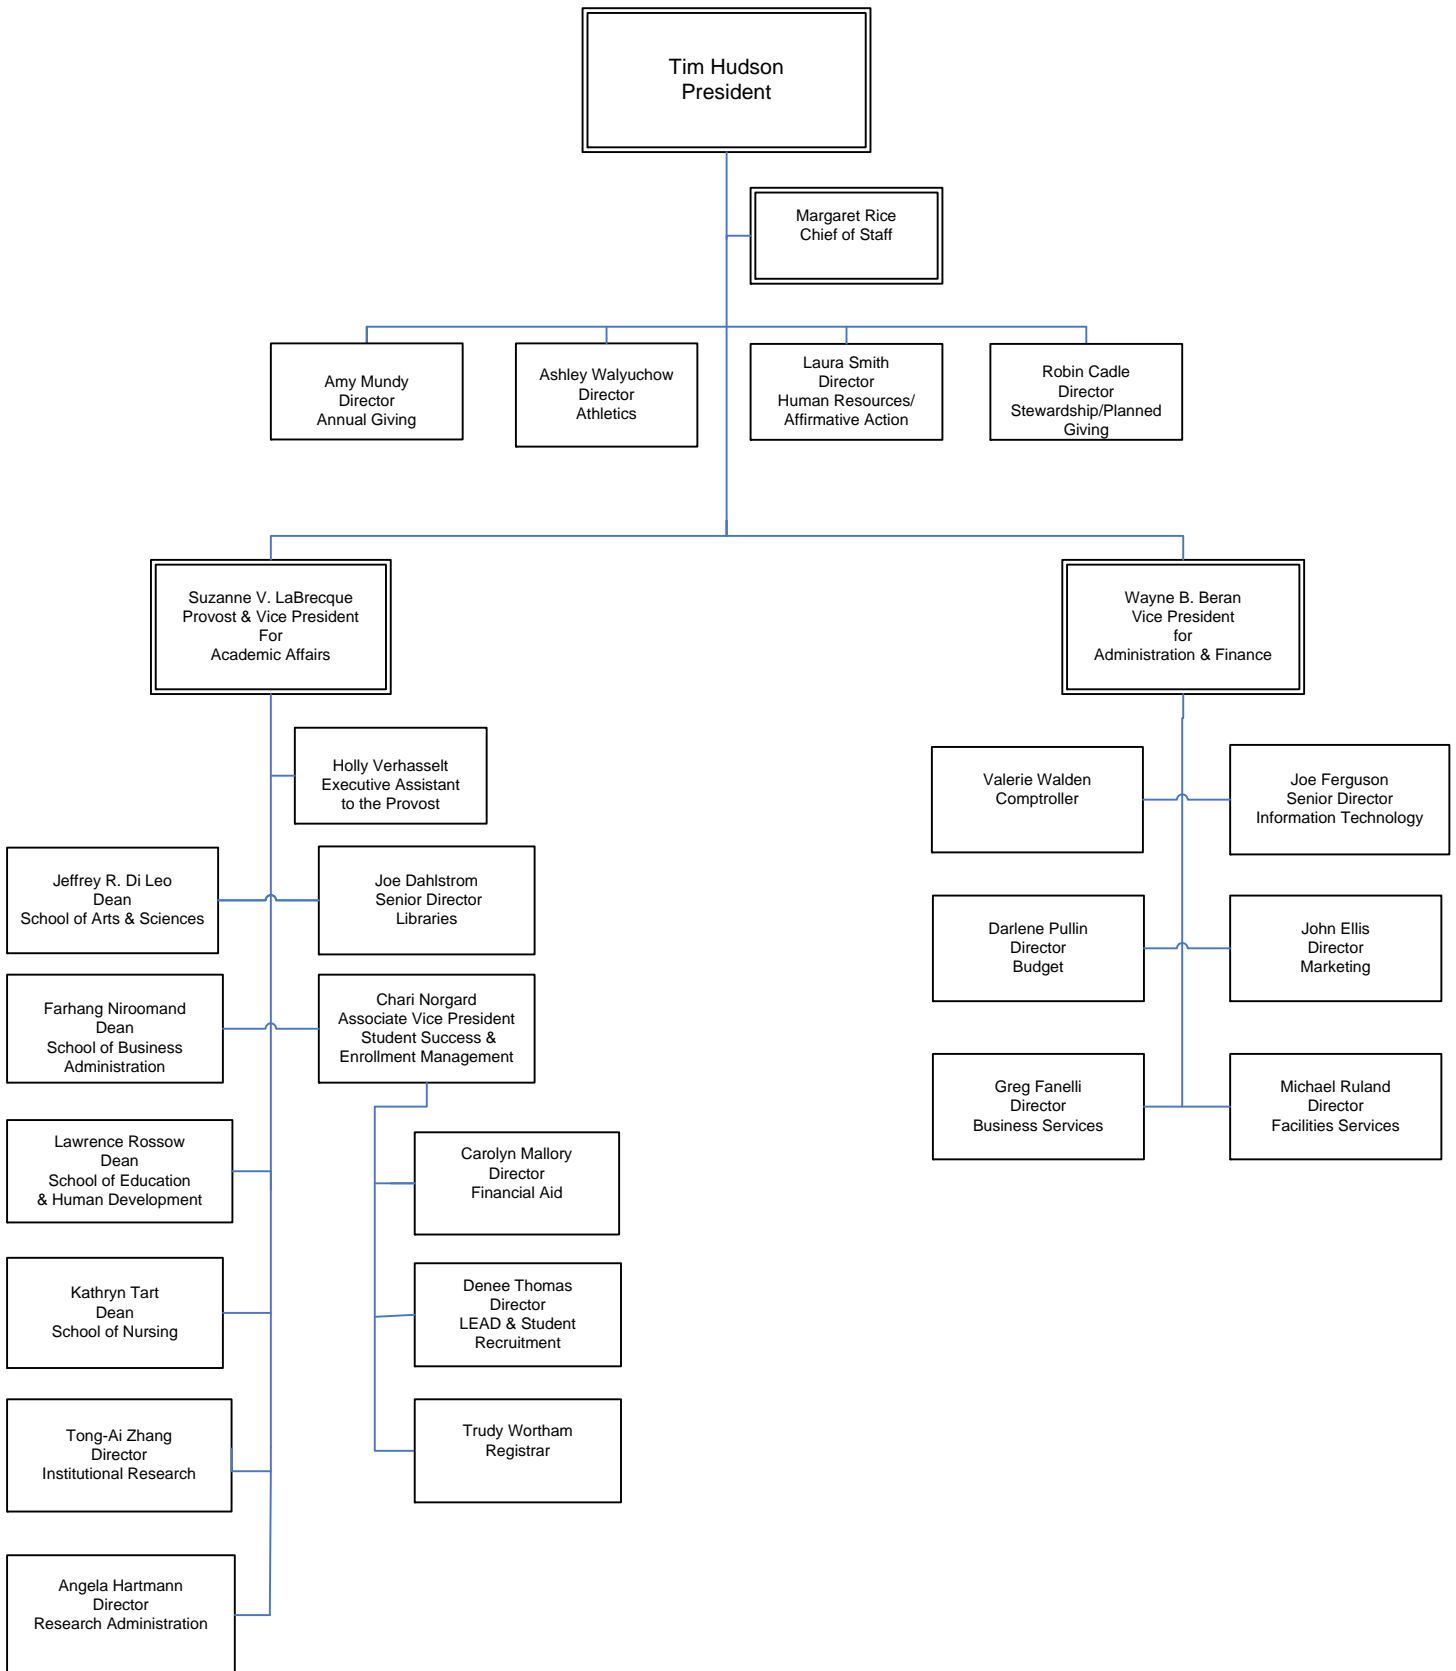 Tim Hudson
President
Margaret Rice
Chief of Staff
Amy Mundy
Director
Annual Giving
Ashley Walyuchow
Director
Athletics
Laura Smith
Director
Human Resources/
Affirmative Action
Robin Cadle
Director
Stewardship/Planned
Giving
Suzanne V. LaBrecque
Provost & Vice President
For
Academic Affairs
Wayne B. Beran
Vice President
for
Administration & Finance
Holly Verhasselt
Executive Assistant
to the Provost
Jeffrey R. Di Leo
Dean
School of Arts & Sciences
Joe Dahlstrom
Senior Director
Libraries
Farhang Niroomand
Dean
School of Business
Administration
Chari Norgard
Associate Vice President
Student Success &
Enrollment Management
Lawrence Rossow
Dean
School of Education
& Human Development
Kathryn Tart
Dean
School of Nursing
Tong-Ai Zhang
Director
Institutional Research
Angela Hartmann
Director
Research Administration
Carolyn Mallory
Director
Financial Aid
Denee Thomas
Director
LEAD & Student
Recruitment
Trudy Wortham
Registrar
Valerie Walden
Comptroller
Joe Ferguson
Senior Director
Information Technology
Darlene Pullin
Director
Budget
John Ellis
Director
Marketing
Greg Fanelli
Director
Business Services
Michael Ruland
Director
Facilities Services